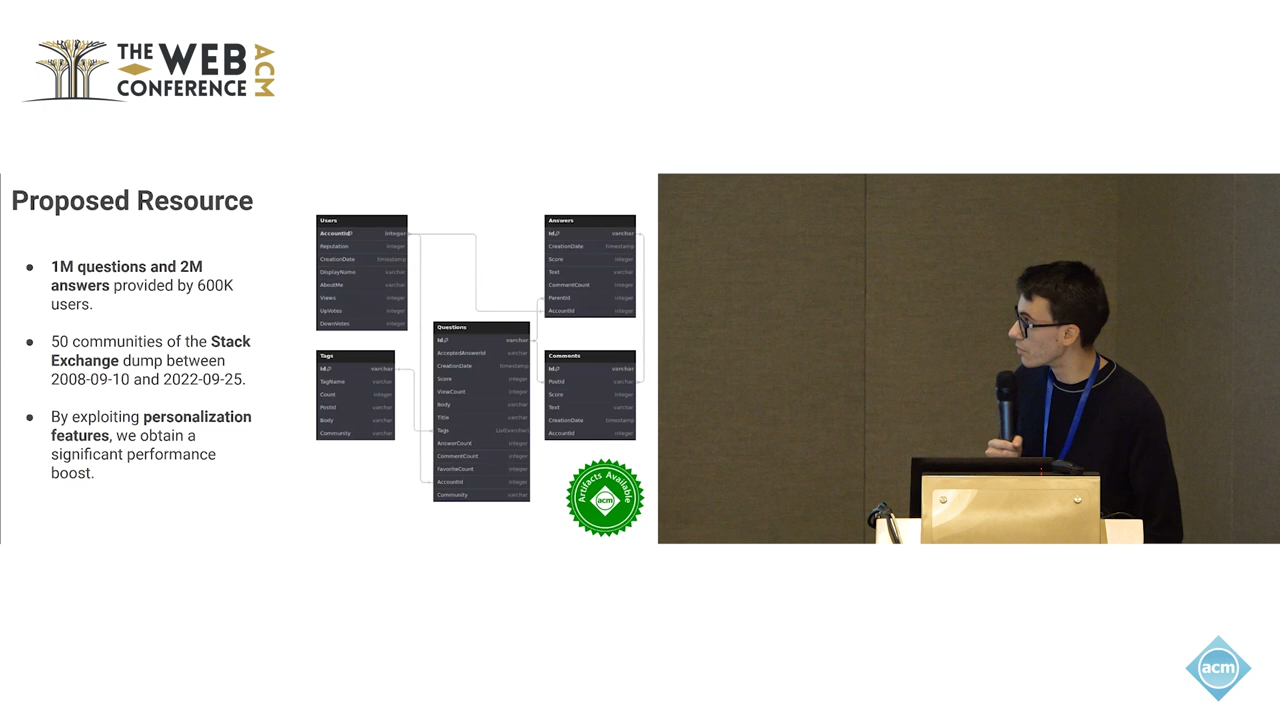 THE WEB
CONFERENCE
ACM
Proposed Resource
● 1M questions and 2M
answers provided by 600K
users.
● 50 communities of the Stack
Exchange dump between
2008-09-10 and 2022-09-25.
● By exploiting personalization
features, we obtain a
significant performance
boost.
Users
AccountId integer
Reputation integer
CreationDate timestamp
DisplayName varchar
AboutMe varchar
Views integer
UpVotes integer
DownVotes integer
Tags
Id varchar
TagName varchar
Count integer
PostId varchar
Body varchar
Community varchar
Questions
Id varchar
AcceptedAnswerId varchar
CreationDate timestamp
Score integer
ViewCount integer
Body varchar
Title varchar
Tags List(varchar)
AnswerCount integer
CommentCount integer
FavoriteCount integer
AccountId integer
Community varchar
Answers
Id varchar
CreationDate timestamp
Score integer
Text varchar
CommentCount integer
ParentId integer
AccountId integer
Comments
Id varchar
PostId varchar
Score integer
Text varchar
CreationDate timestamp
AccountId integer
Artifacts Available
acm
acm